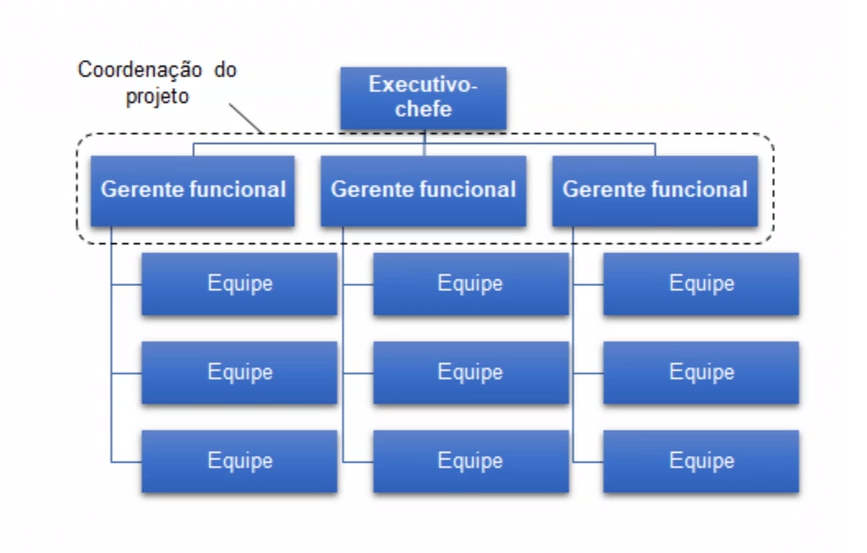 Coordenação do
projeto
Executivo-
chefe
Gerente funcional
Gerente funcional
Gerente funcional
Equipe
Equipe
Equipe
Equipe
Equipe
Equipe
Equipe
Equipe
Equipe